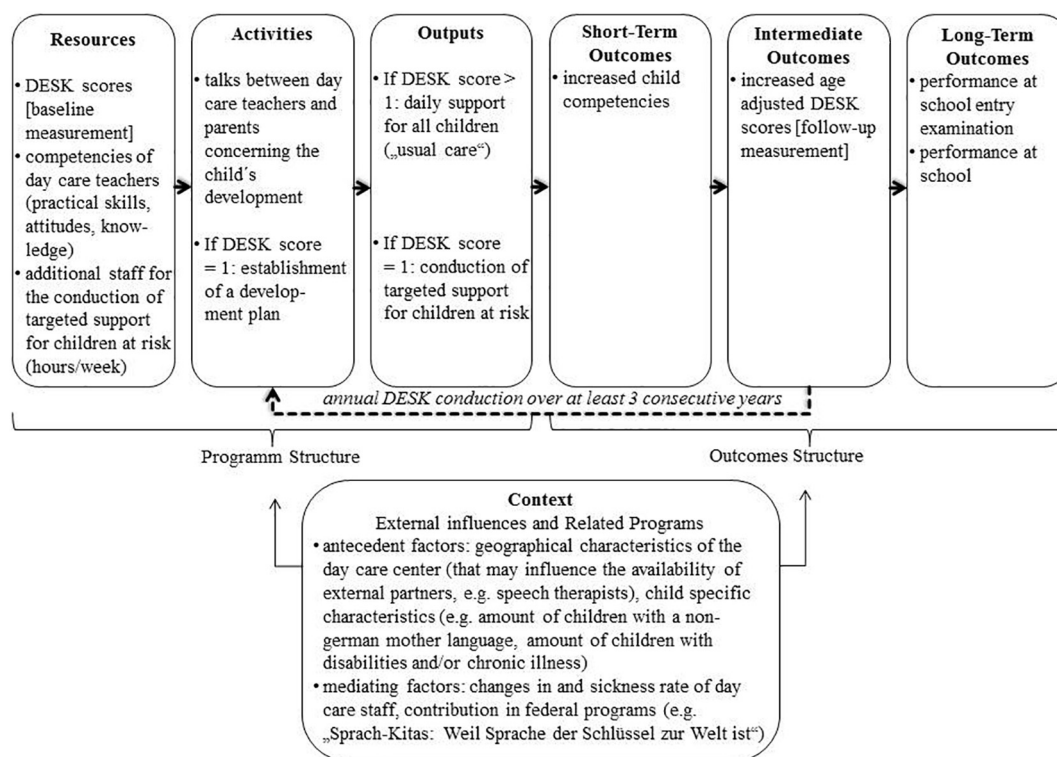 Resources
• DESK scores
[baseline
measurement]
• competencies of
day care teachers
(practical skills,
attitudes, know-
ledge)
• additional staff for
the conduction of
targeted support
for children at risk
(hours/week)
Activities
• talks between day
care teachers and
parents
concerning the
child´s
development
• If DESK score
= 1: establishment
of a develop-
ment plan
Outputs
• If DESK score >
1: daily support
for all children
(„usual care“)
• If DESK score
= 1: conduction of
targeted support
for children at risk
Short-Term
Outcomes
• increased child
competencies
Intermediate
Outcomes
• increased age
adjusted DESK
scores [follow-up
measurement]
Long-Term
Outcomes
• performance at
school entry
examination
• performance at
school
annual DESK conduction over at least 3 consecutive years
Programm Structure
Outcomes Structure
Context
External influences and Related Programs
• antecedent factors: geographical characteristics of the
day care center (that may influence the availability of
external partners, e.g. speech therapists), child specific
characteristics (e.g. amount of children with a non-
german mother language, amount of children with
disabilities and/or chronic illness)
• mediating factors: changes in and sickness rate of day
care staff, contribution in federal programs (e.g.
„Sprach-Kitas: Weil Sprache der Schlüssel zur Welt ist“)